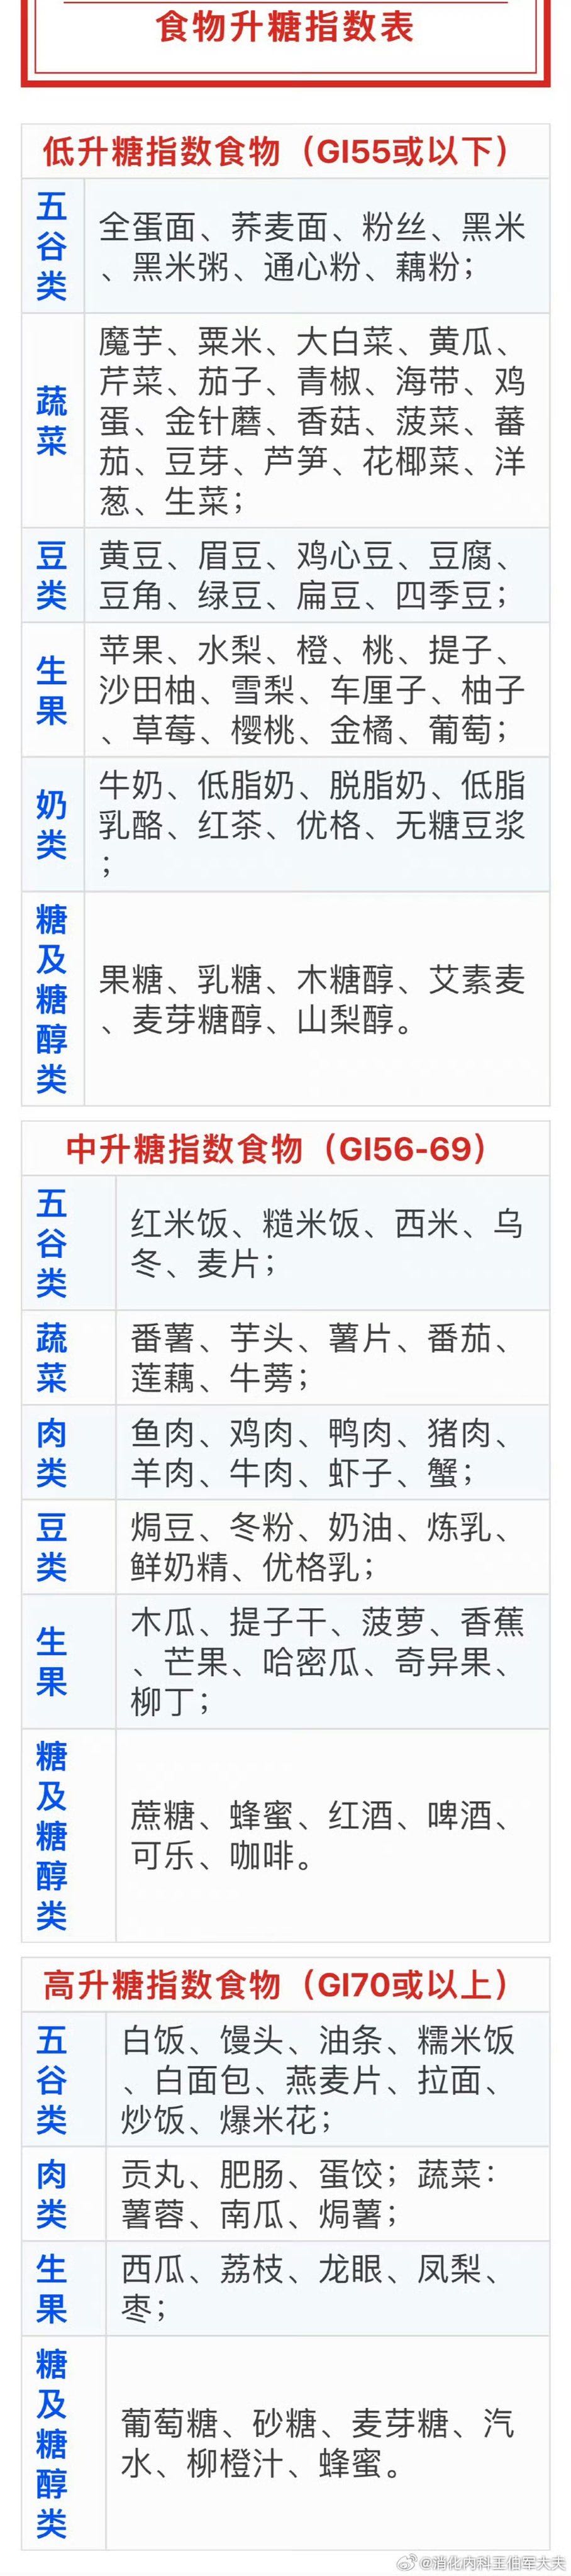 食物升糖指数表
低升糖指数食物（GI55或以下）
五谷类
全蛋面、荞麦面、粉丝、黑米
、黑米粥、通心粉、藕粉；
蔬菜
魔芋、粟米、大白菜、黄瓜、
芹菜、茄子、青椒、海带、鸡
蛋、金针蘑、香菇、菠菜、蕃
茄、豆芽、芦笋、花椰菜、洋
葱、生菜；
豆类
黄豆、眉豆、鸡心豆、豆腐、
豆角、绿豆、扁豆、四季豆；
生果
苹果、水梨、橙、桃、提子、
沙田柚、雪梨、车厘子、柚子
、草莓、樱桃、金橘、葡萄；
奶类
牛奶、低脂奶、脱脂奶、低脂
乳酪、红茶、优格、无糖豆浆
；
糖及糖醇类
果糖、乳糖、木糖醇、艾素麦
、麦芽糖醇、山梨醇。
中升糖指数食物（GI56-69）
五谷类
红米饭、糙米饭、西米、乌
冬、麦片；
蔬菜
番薯、芋头、薯片、番茄、
莲藕、牛蒡；
肉类
鱼肉、鸡肉、鸭肉、猪肉、
羊肉、牛肉、虾子、蟹；
豆类
焗豆、冬粉、奶油、炼乳、
鲜奶精、优格乳；
生果
木瓜、提子干、菠萝、香蕉
、芒果、哈密瓜、奇异果、
柳丁；
糖及糖醇类
蔗糖、蜂蜜、红酒、啤酒、
可乐、咖啡。
高升糖指数食物（GI70或以上）
五谷类
白饭、馒头、油条、糯米饭
、白面包、燕麦片、拉面、
炒饭、爆米花；
肉类
贡丸、肥肠、蛋饺；蔬菜：
薯蓉、南瓜、焗薯；
生果
西瓜、荔枝、龙眼、凤梨、
枣；
糖及糖醇类
葡萄糖、砂糖、麦芽糖、汽
水、柳橙汁、蜂蜜。
@消化内科王伯军大夫